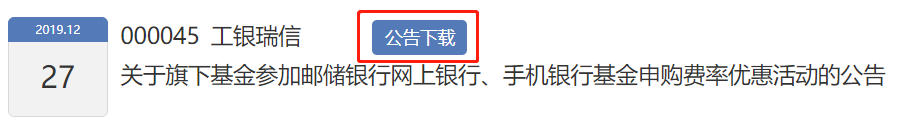 2019.12
27
000045 工银瑞信 公告下载
关于旗下基金参加邮储银行网上银行、手机银行基金申购费率优惠活动的公告